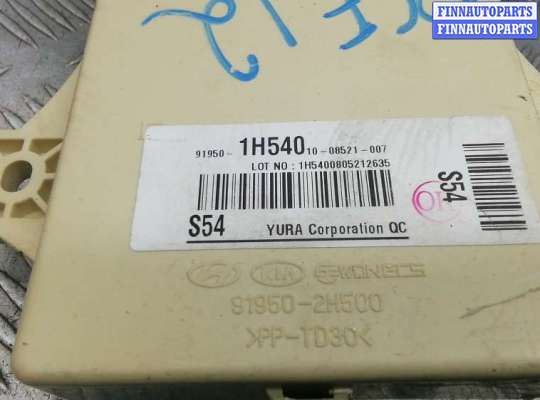 FINNAUTOPARTS
FINNAUTOPARTS
91950- 1H540 10-08521-007
LOT NO : 1H5400805212635
S54
S54 YURA Corporation QC
KIA
91950-2H500
>PP-TD30<